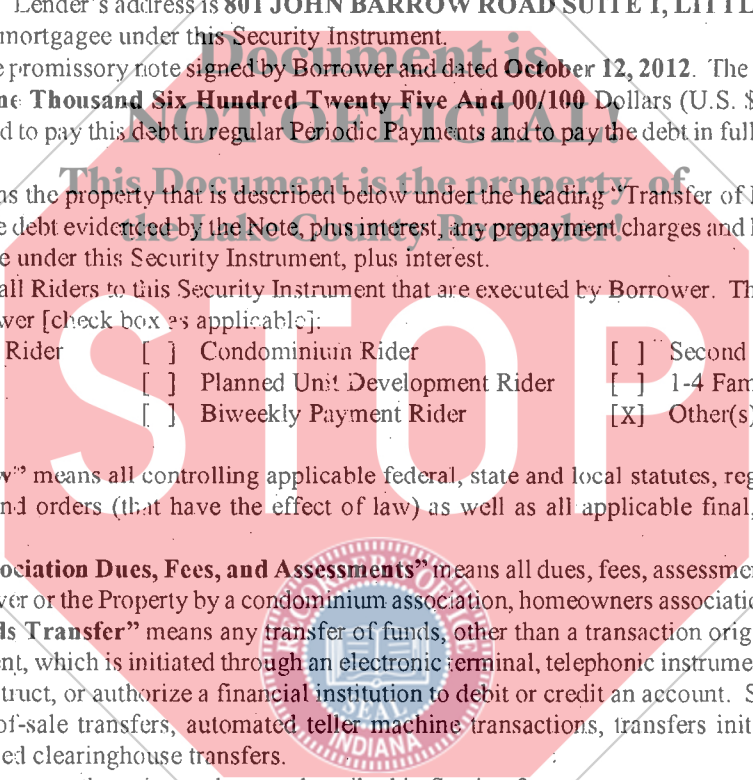 Lender's address is 801 JOHN BARROW ROAD SUITE 1, LITTL
mortgagee under this Security Instrument.
e promissory note signed by Borrower and dated October 12, 2012. The
ne Thousand Six Hundred Twenty Five And 00/100 Dollars (U.S. $
d to pay this debt in regular Periodic Payments and to pay the debt in full
as the property that is described below under the heading "Transfer of
e debt evidenced by the Note, plus interest, any prepayment charges and
e under this Security Instrument, plus interest.
all Riders to this Security Instrument that are executed by Borrower. Th
wer [check box as applicable]:
Rider [ ] Condominium Rider [ ] Second
[ ] Planned Unit Development Rider [ ] 1-4 Fam
[ ] Biweekly Payment Rider [X] Other(s)
w" means all controlling applicable federal, state and local statutes, reg
nd orders (that have the effect of law) as well as all applicable final,
ociation Dues, Fees, and Assessments" means all dues, fees, assessme
ver or the Property by a condominium association, homeowners associati
ds Transfer" means any transfer of funds, other than a transaction orig
ent, which is initiated through an electronic terminal, telephonic instrume
truct, or authorize a financial institution to debit or credit an account. S
of-sale transfers, automated teller machine transactions, transfers init
ed clearinghouse transfers.
Document is
NOT OFFICIAL!
This Document is the property of
the Lake County Recorder!
STOP
RECORDER'S OFFICE
SEAL
INDIANA